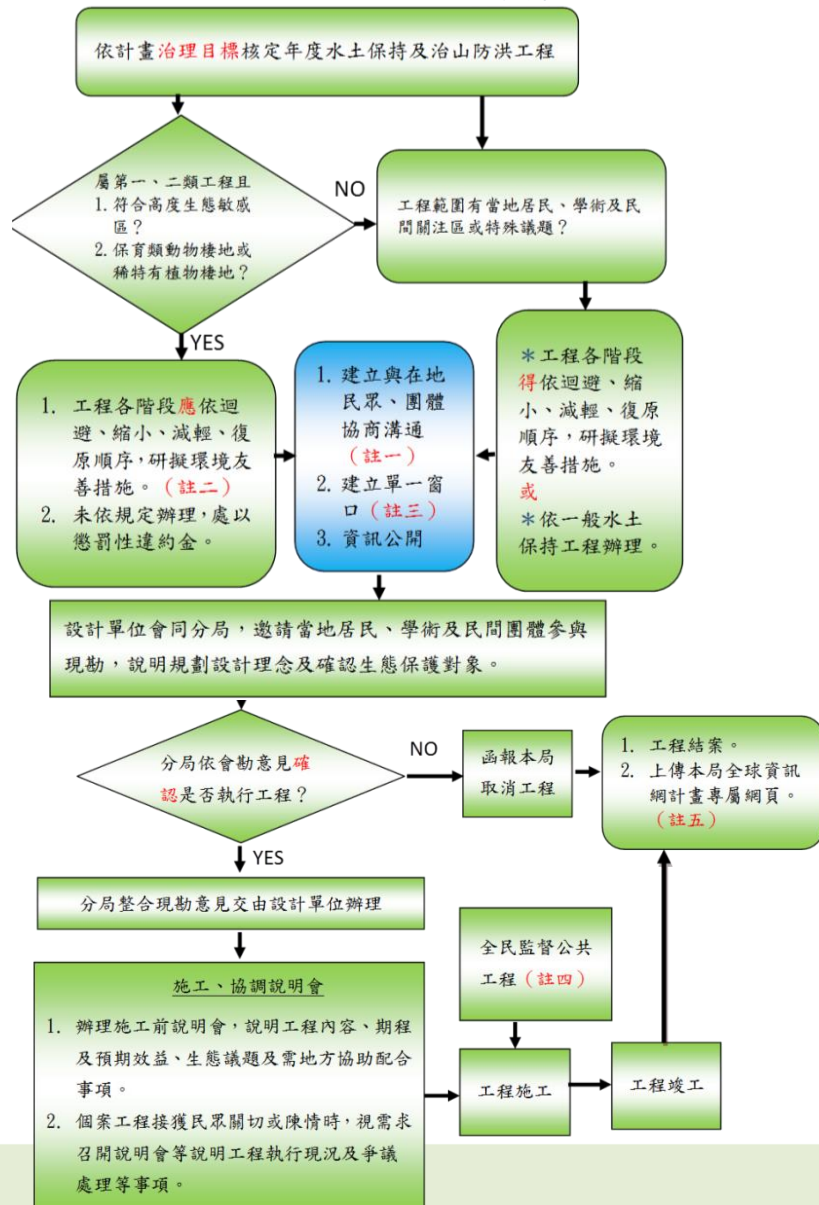 依計畫治理目標核定年度水土保持及治山防洪工程
屬第一、二類工程且
1. 符合高度生態敏感
區？
2. 保育類動物棲地或
稀特有植物棲地？
NO
工程範圍有當地居民、學術及民
間關注區或特殊議題？
YES
1. 工程各階段應依迴
避、縮小、減輕、復
原順序，研擬環境友
善措施。（註二）
2. 未依規定辦理，處以
懲罰性違約金。
1. 建立與在地
民眾、團體
協商溝通
（註一）
2. 建立單一窗
口（註三）
3. 資訊公開
＊工程各階段
得依迴避、縮
小、減輕、復原
順序，研擬環境
友善措施。
或
＊依一般水土
保持工程辦理。
設計單位會同分局，邀請當地居民、學術及民間團體參與
現勘，說明規劃設計理念及確認生態保護對象。
分局依會勘意見確
認是否執行工程？
NO
函報本局
取消工程
1. 工程結案。
2. 上傳本局全球資訊
網計畫專屬網頁。
（註五）
YES
分局整合現勘意見交由設計單位辦理
全民監督公共
工程（註四）
施工、協調說明會
1. 辦理施工前說明會，說明工程內容、期程
及預期效益、生態議題及需地方協助配合
事項。
2. 個案工程接獲民眾關切或陳情時，視需求
召開說明會等說明工程執行現況及爭議
處理等事項。
工程施工
工程竣工